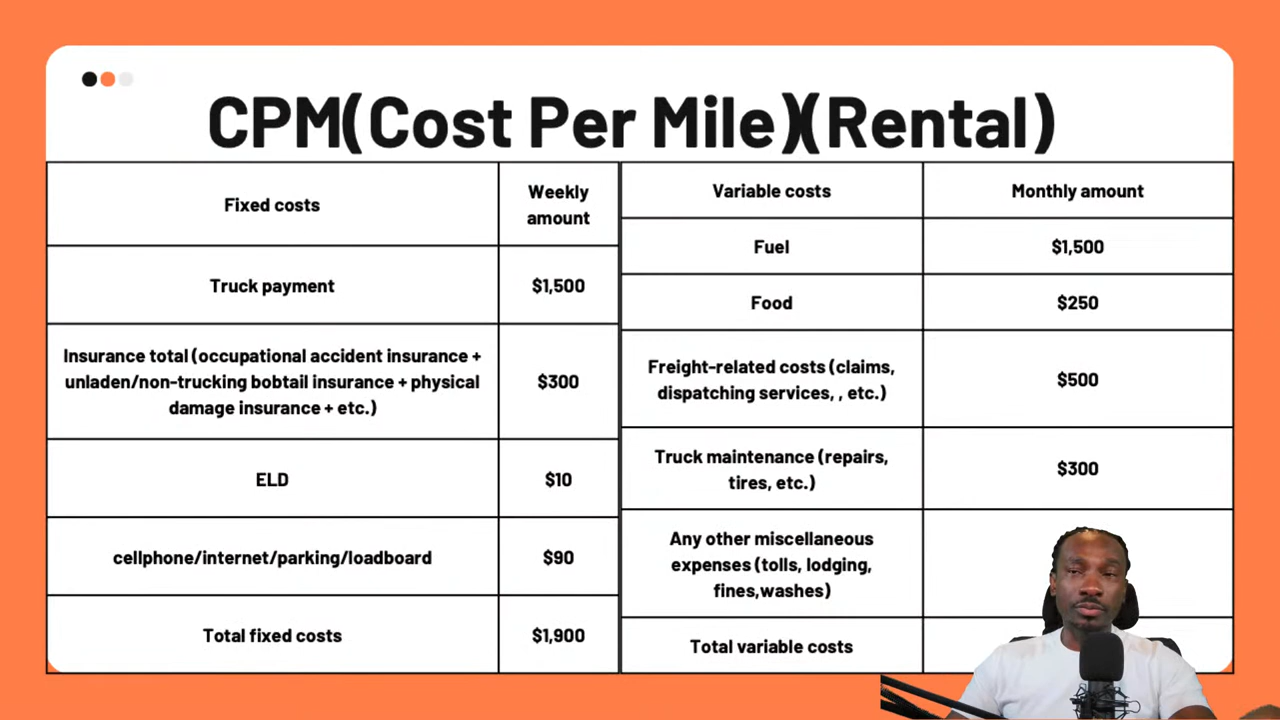 CPM(Cost Per Mile)(Rental)
Fixed costs
Weekly
amount
Truck payment
$1,500
Insurance total (occupational accident insurance +
unladen/non-trucking bobtail insurance + physical
damage insurance + etc.)
$300
ELD
$10
cellphone/internet/parking/loadboard
$90
Total fixed costs
$1,900
Variable costs
Monthly amount
Fuel
$1,500
Food
$250
Freight-related costs (claims,
dispatching services, , etc.)
$500
Truck maintenance (repairs,
tires, etc.)
$300
Any other miscellaneous
expenses (tolls, lodging,
fines,washes)
Total variable costs